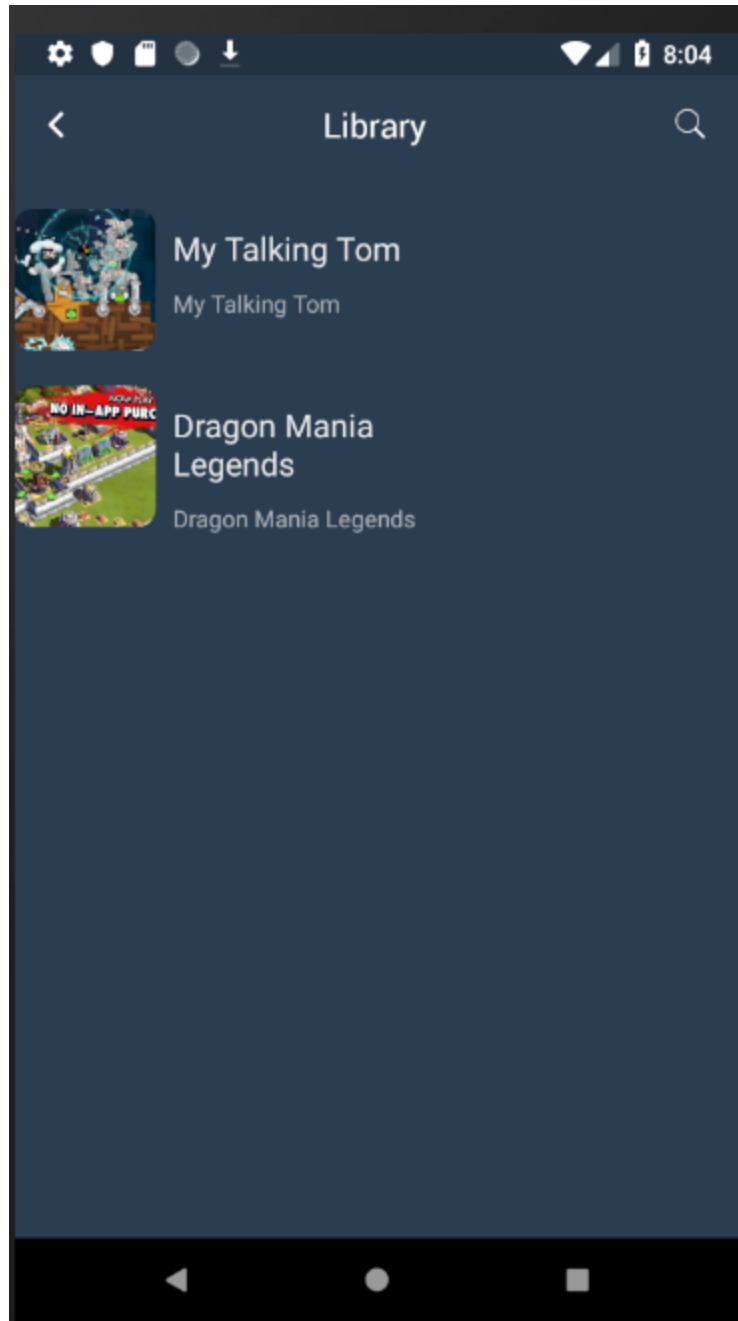 8:04
Library
My Talking Tom
My Talking Tom
NO IN-APP PURC
Dragon Mania
Legends
Dragon Mania Legends